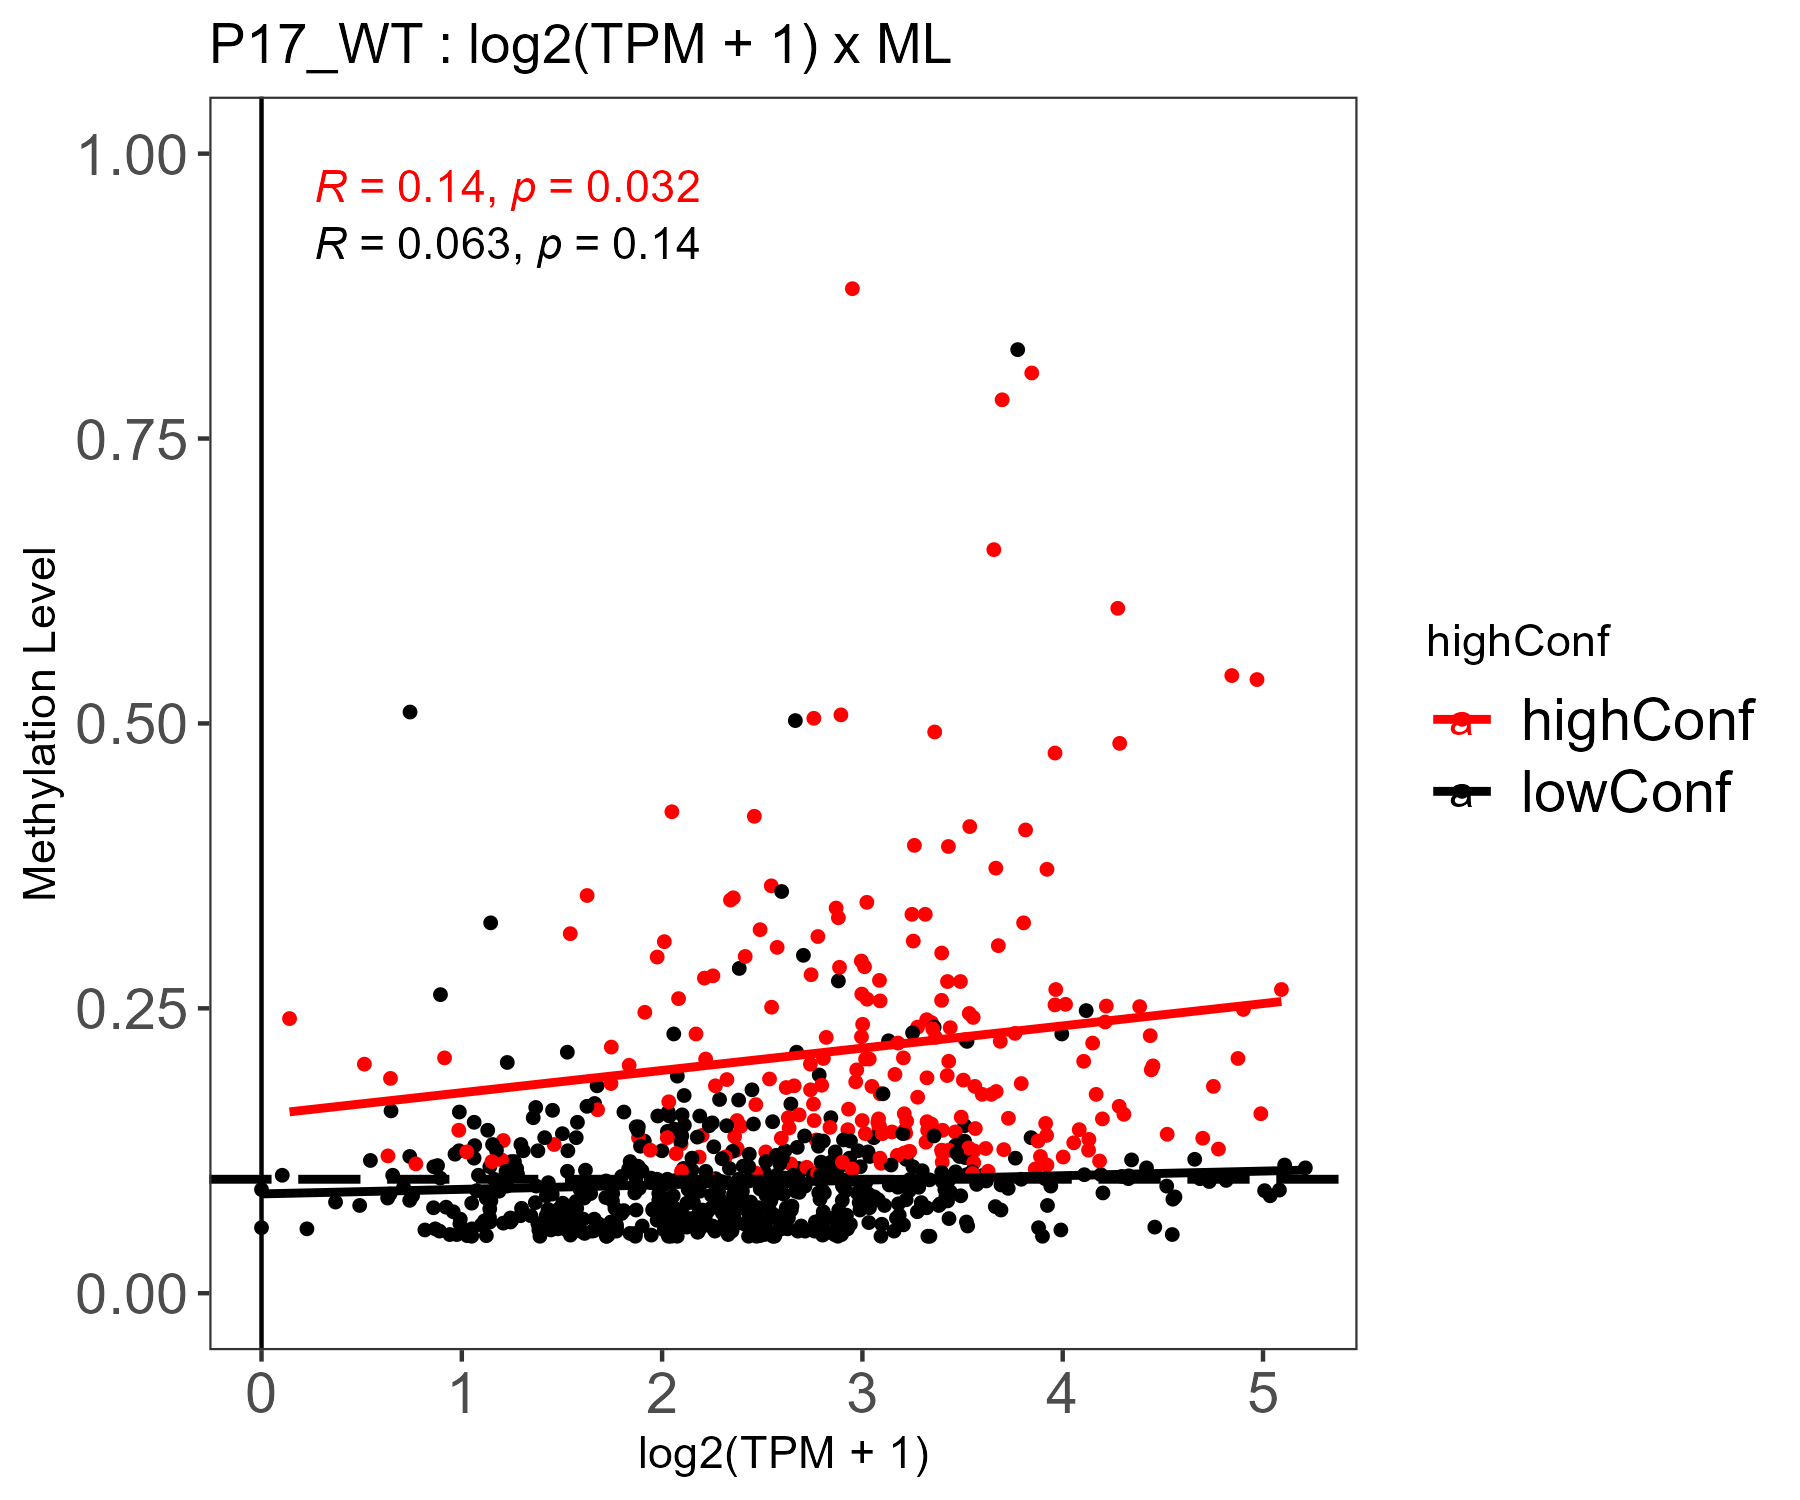 P17_WT : log2(TPM + 1) x ML
1.00
0.75
0.50
0.25
0.00
Methylation Level
R = 0.14, p = 0.032
R = 0.063, p = 0.14
0 1 2 3 4 5
log2(TPM + 1)
highConf
a highConf
a lowConf